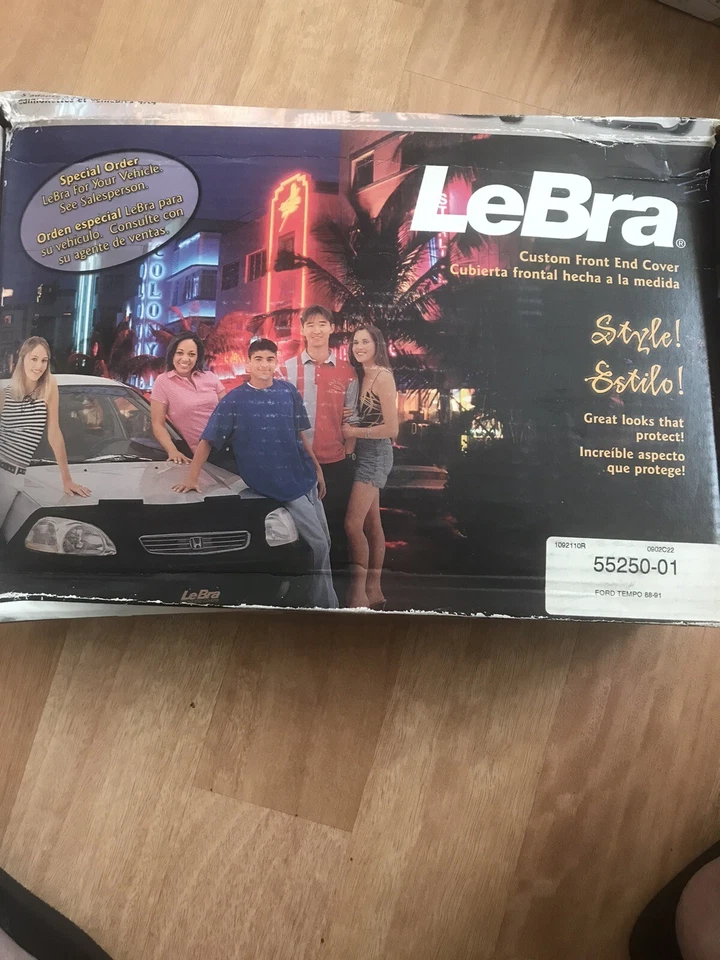 STARLITE
Special Order
LeBra for Your Vehicle.
See Salesperson.
Orden especial LeBra para
su vehículo. Consulte con
su agente de ventas.
COLONY
LeBra®
Custom Front End Cover
Cubierta frontal hecha a la medida
Style!
Estilo!
Great looks that
protect!
Increíble aspecto
que protege!
LeBra
1092110R 0902C22
55250-01
FORD TEMPO 88-91